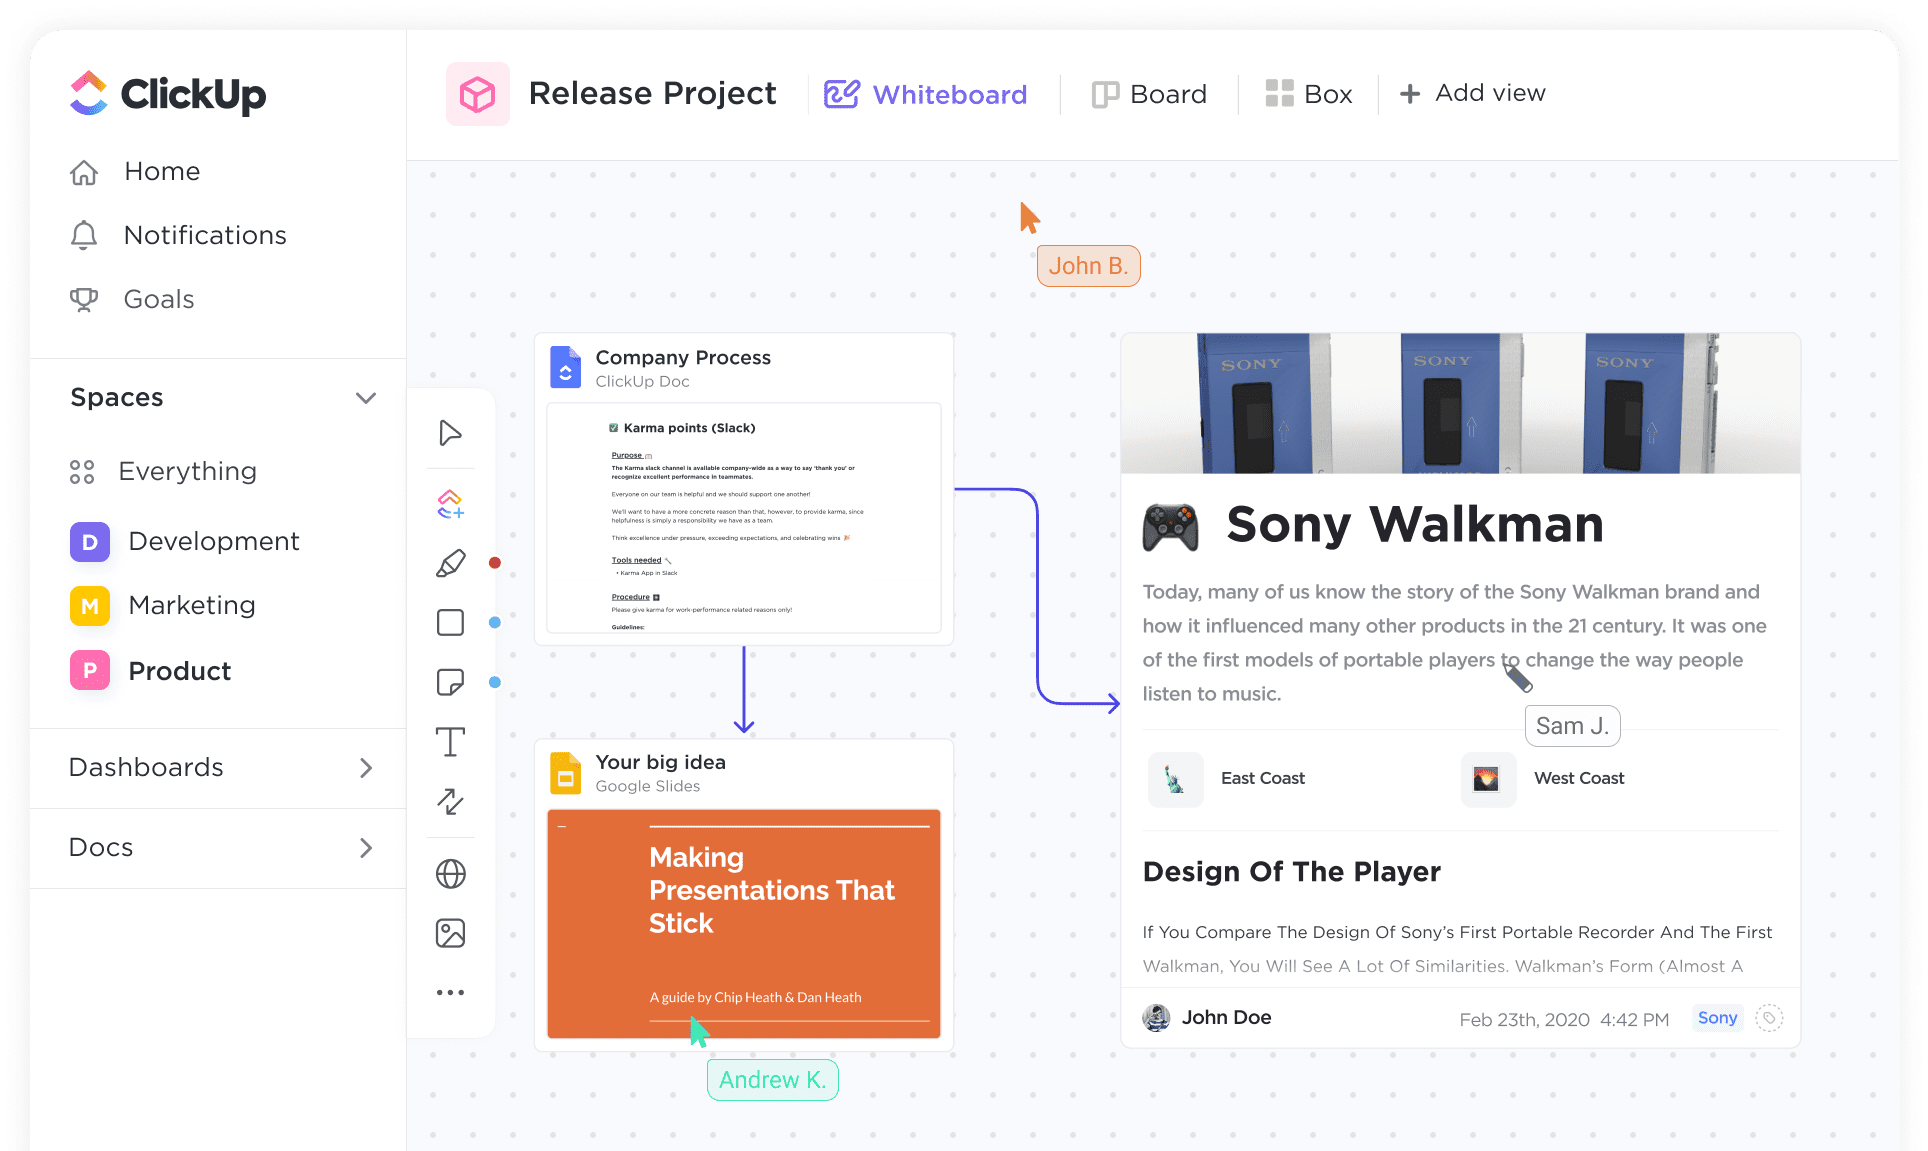 ClickUp
Home
Notifications
Goals
Spaces
Everything
D Development
M Marketing
P Product
Dashboards
Docs
Release Project
Whiteboard
Board
Box
+ Add view
John B.
Company Process
ClickUp Doc
Karma points (Slack)
Purpose
The Karma slack channel is available company-wide as a way to say 'thank you' or
recognize excellent performance in teammates.
Everyone on our team is helpful and we should support one another!
We'll want to have a more concrete reason than that, however, to provide karma, since
helpfulness is simply a responsibility we have as a team.
Think excellence under pressure, exceeding expectations, and celebrating wins
Tools needed
• Karma App in Slack
Procedure
Please give karma for work-performance related reasons only!
Guidelines:
Your big idea
Google Slides
Making
Presentations That
Stick
A guide by Chip Heath & Dan Heath
Andrew K.
SONY
SONY
SONY
Sony Walkman
Today, many of us know the story of the Sony Walkman brand and
how it influenced many other products in the 21 century. It was one
of the first models of portable players to change the way people
listen to music.
Sam J.
East Coast
West Coast
Design Of The Player
If You Compare The Design Of Sony's First Portable Recorder And The First
Walkman, You Will See A Lot Of Similarities. Walkman's Form (Almost A
John Doe
Feb 23th, 2020 4:42 PM
Sony